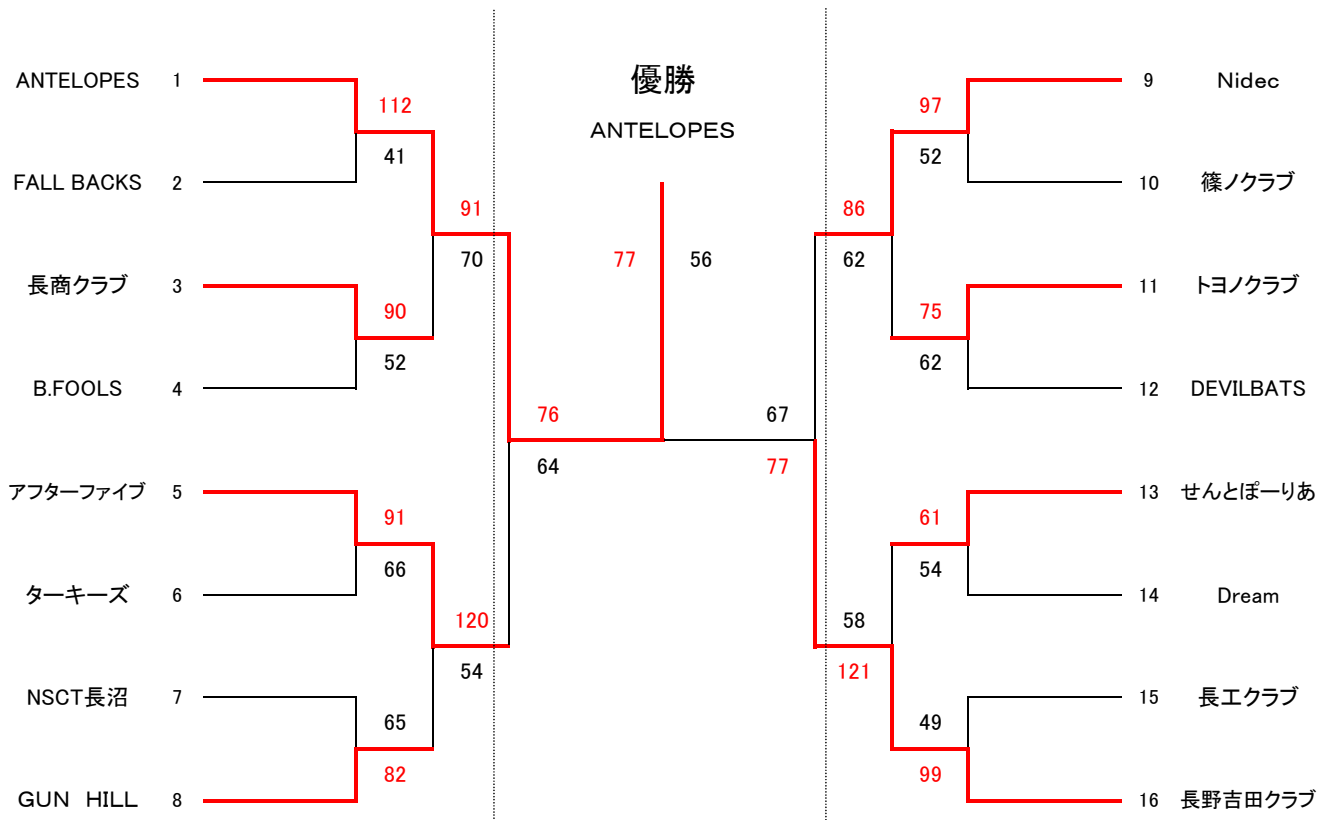 優勝
ANTELOPES
ANTELOPES 1
112
41
FALL BACKS 2
91
70
長商クラブ 3
90
52
B.FOOLS 4
76
64
アフターファイブ 5
91
66
ターキーズ 6
120
54
NSCT長沼 7
65
82
GUN HILL 8
77 56
9 Nidec
97
52
10 篠ノクラブ
86
62
11 トヨノクラブ
75
62
12 DEVILBATS
67
77
13 せんとぽーりあ
61
54
14 Dream
58
121
15 長工クラブ
49
99
16 長野吉田クラブ